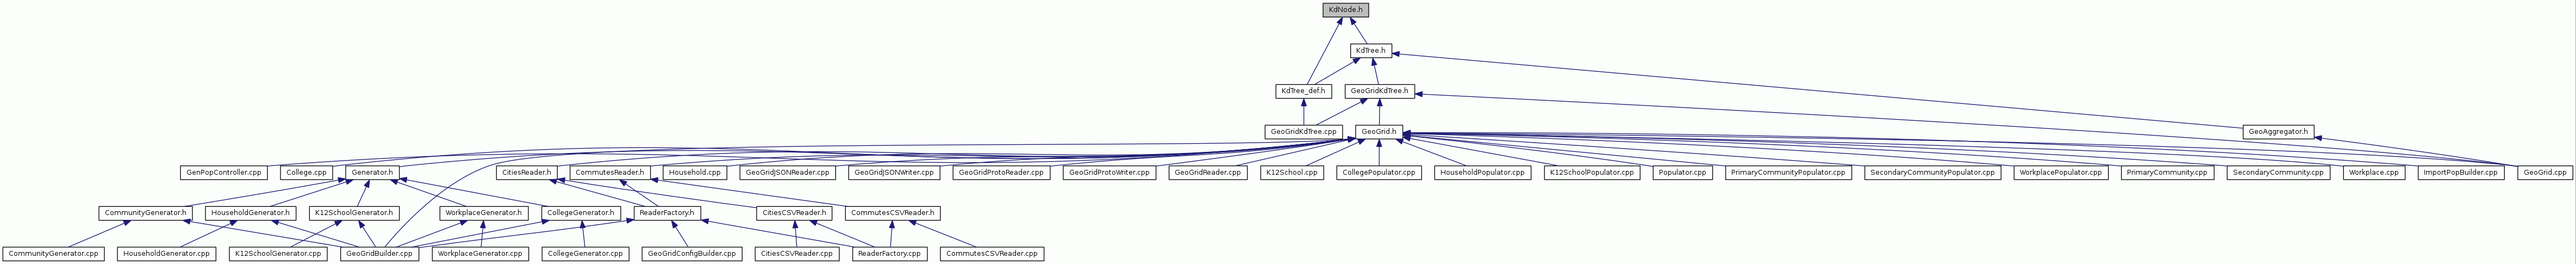 KdNode.h
KdTree.h
KdTree_def.h
GeoGridKdTree.h
GeoGridKdTree.cpp
GeoGrid.h
GeoAggregator.h
GenPopController.cpp
College.cpp
Generator.h
CitiesReader.h
CommutesReader.h
Household.cpp
GeoGridJSONReader.cpp
GeoGridJSONWriter.cpp
GeoGridProtoReader.cpp
GeoGridProtoWriter.cpp
GeoGridReader.cpp
K12School.cpp
CollegePopulator.cpp
HouseholdPopulator.cpp
K12SchoolPopulator.cpp
Populator.cpp
PrimaryCommunityPopulator.cpp
SecondaryCommunityPopulator.cpp
WorkplacePopulator.cpp
PrimaryCommunity.cpp
SecondaryCommunity.cpp
Workplace.cpp
ImportPopBuilder.cpp
GeoGrid.cpp
CommunityGenerator.h
HouseholdGenerator.h
K12SchoolGenerator.h
WorkplaceGenerator.h
CollegeGenerator.h
ReaderFactory.h
CitiesCSVReader.h
CommutesCSVReader.h
CommunityGenerator.cpp
HouseholdGenerator.cpp
K12SchoolGenerator.cpp
GeoGridBuilder.cpp
WorkplaceGenerator.cpp
CollegeGenerator.cpp
GeoGridConfigBuilder.cpp
CitiesCSVReader.cpp
ReaderFactory.cpp
CommutesCSVReader.cpp